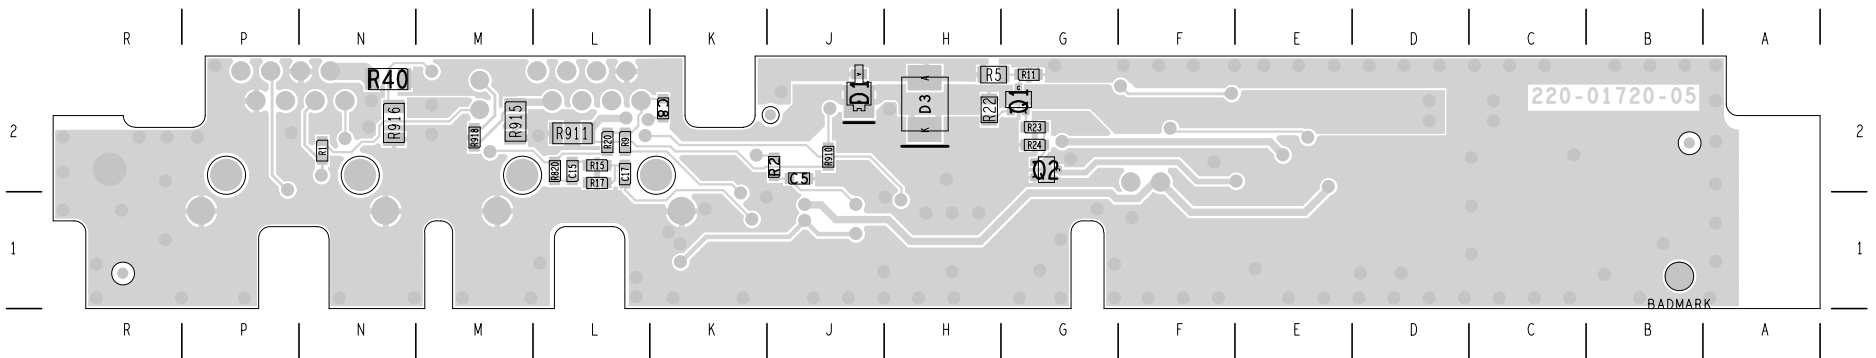 R P N M L K J H G F E D C B A
R40
D1
A
R5
R11
C
Q1
D3
K
R22
220-01720-05
C8
R916
R915
R911
R918
R20
R9
R23
R24
2
2
R1
R820
C15
R15
R17
C17
R2
C5
R910
Q2
1
1
BADMARK
R P N M L K J H G F E D C B A